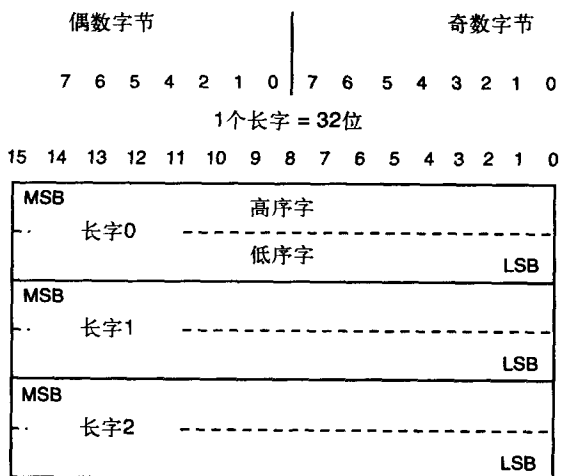 偶数字节 奇数字节
7 6 5 4 2 1 0 7 6 5 4 3 2 1 0
1个长字 = 32位
15 14 13 12 11 10 9 8 7 6 5 4 3 2 1 0
MSB 高序字
长字0
低序字 LSB
MSB
长字1
LSB
MSB
长字2
LSB